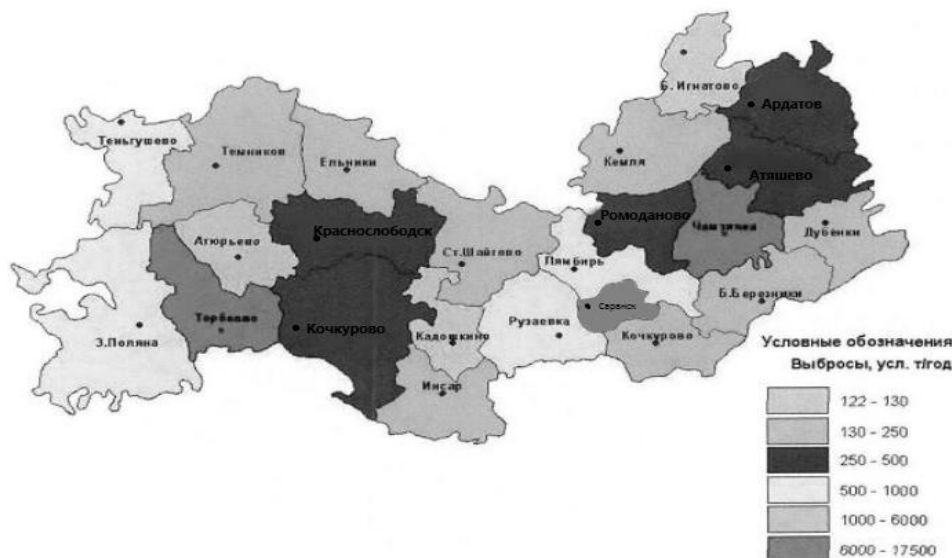 Б. Игнатово
Ардатов
Теньгушево
Темников
Ельники
Кемля
Атяшево
Ромоданово
Чамзинка
Дубёнки
Краснослободск
Атюрьево
Ст.Шайгово
Лямбирь
Б.Березники
Саранск
Торбеево
Кочкурово
Рузаевка
Кадошкино
Кочкурово
З.Поляна
Инсар
Условные обозначения
Выбросы, усл. т/год
122 - 130
130 - 250
250 - 500
500 - 1000
1000 - 6000
6000 - 17500